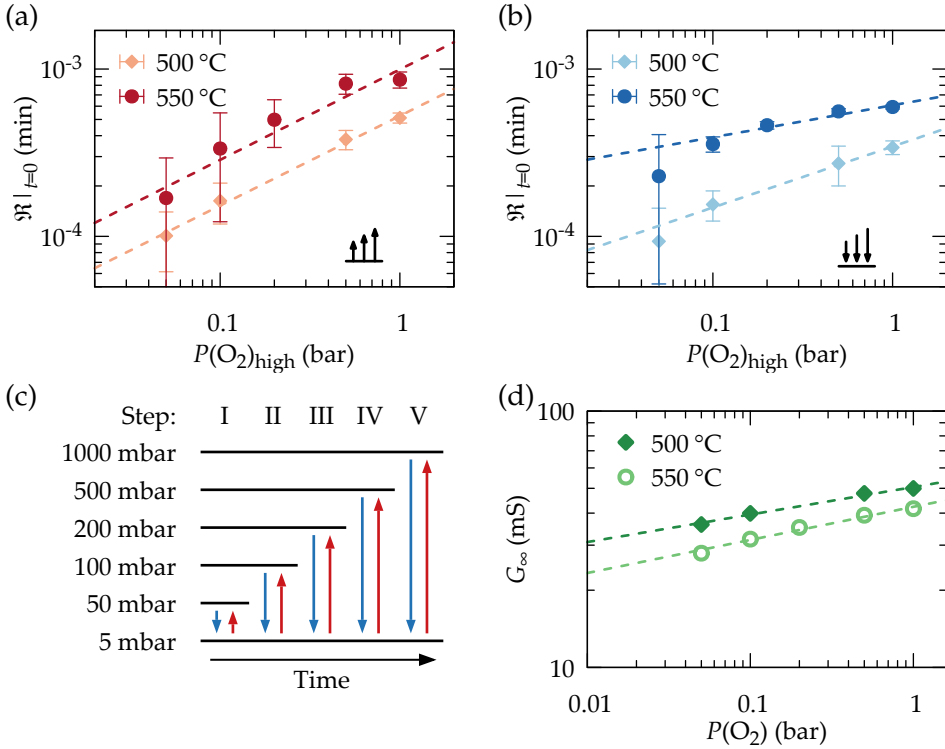 (a)
10⁻³
10⁻⁴
ℜ|ₜ₌₀ (min)
500 °C
550 °C
0.1
1
P(O₂)high (bar)
(b)
10⁻³
10⁻⁴
ℜ|ₜ₌₀ (min)
500 °C
550 °C
0.1
1
P(O₂)high (bar)
(c)
Step: I II III IV V
1000 mbar
500 mbar
200 mbar
100 mbar
50 mbar
5 mbar
Time
(d)
100
10
G∞ (mS)
500 °C
550 °C
0.01 0.1 1
P(O₂) (bar)